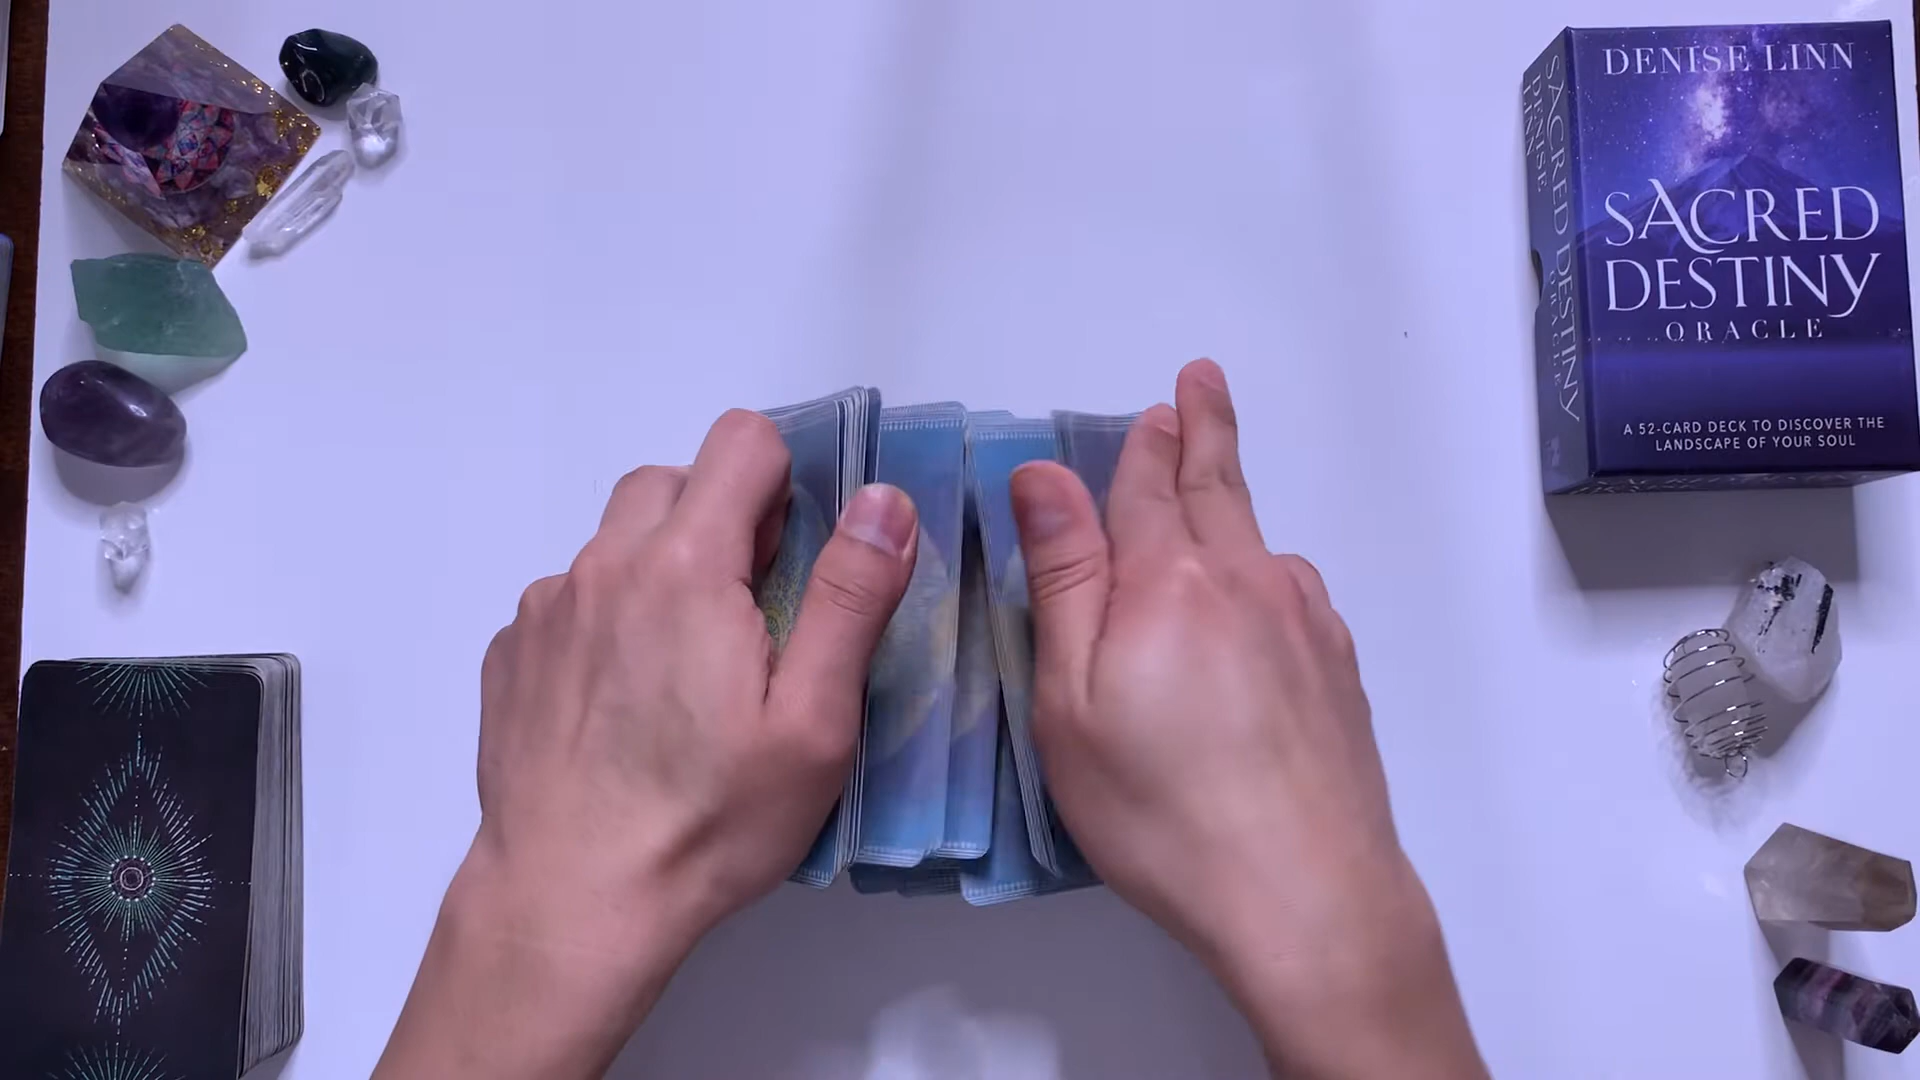 DENISE LINN
SACRED
DESTINY
ORACLE
A 52-CARD DECK TO DISCOVER THE
LANDSCAPE OF YOUR SOUL
SACRED DESTINY
ORACLE
DENISE
LINN